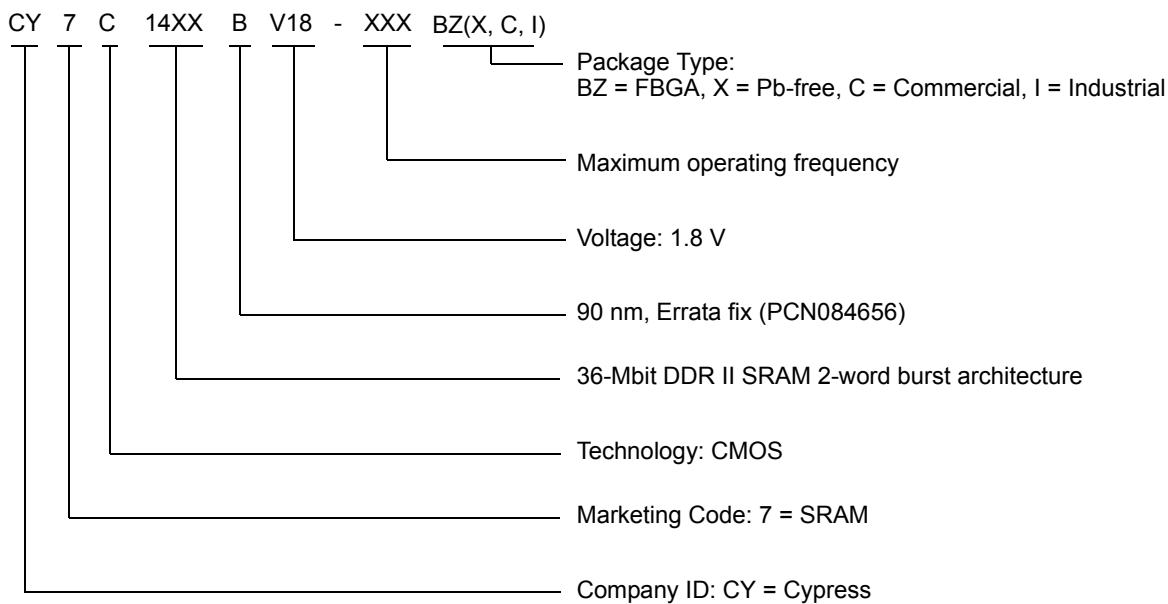 CY 7 C 14XX B V18 - XXX BZ(X, C, I)
Package Type:
BZ = FBGA, X = Pb-free, C = Commercial, I = Industrial
Maximum operating frequency
Voltage: 1.8 V
90 nm, Errata fix (PCN084656)
36-Mbit DDR II SRAM 2-word burst architecture
Technology: CMOS
Marketing Code: 7 = SRAM
Company ID: CY = Cypress